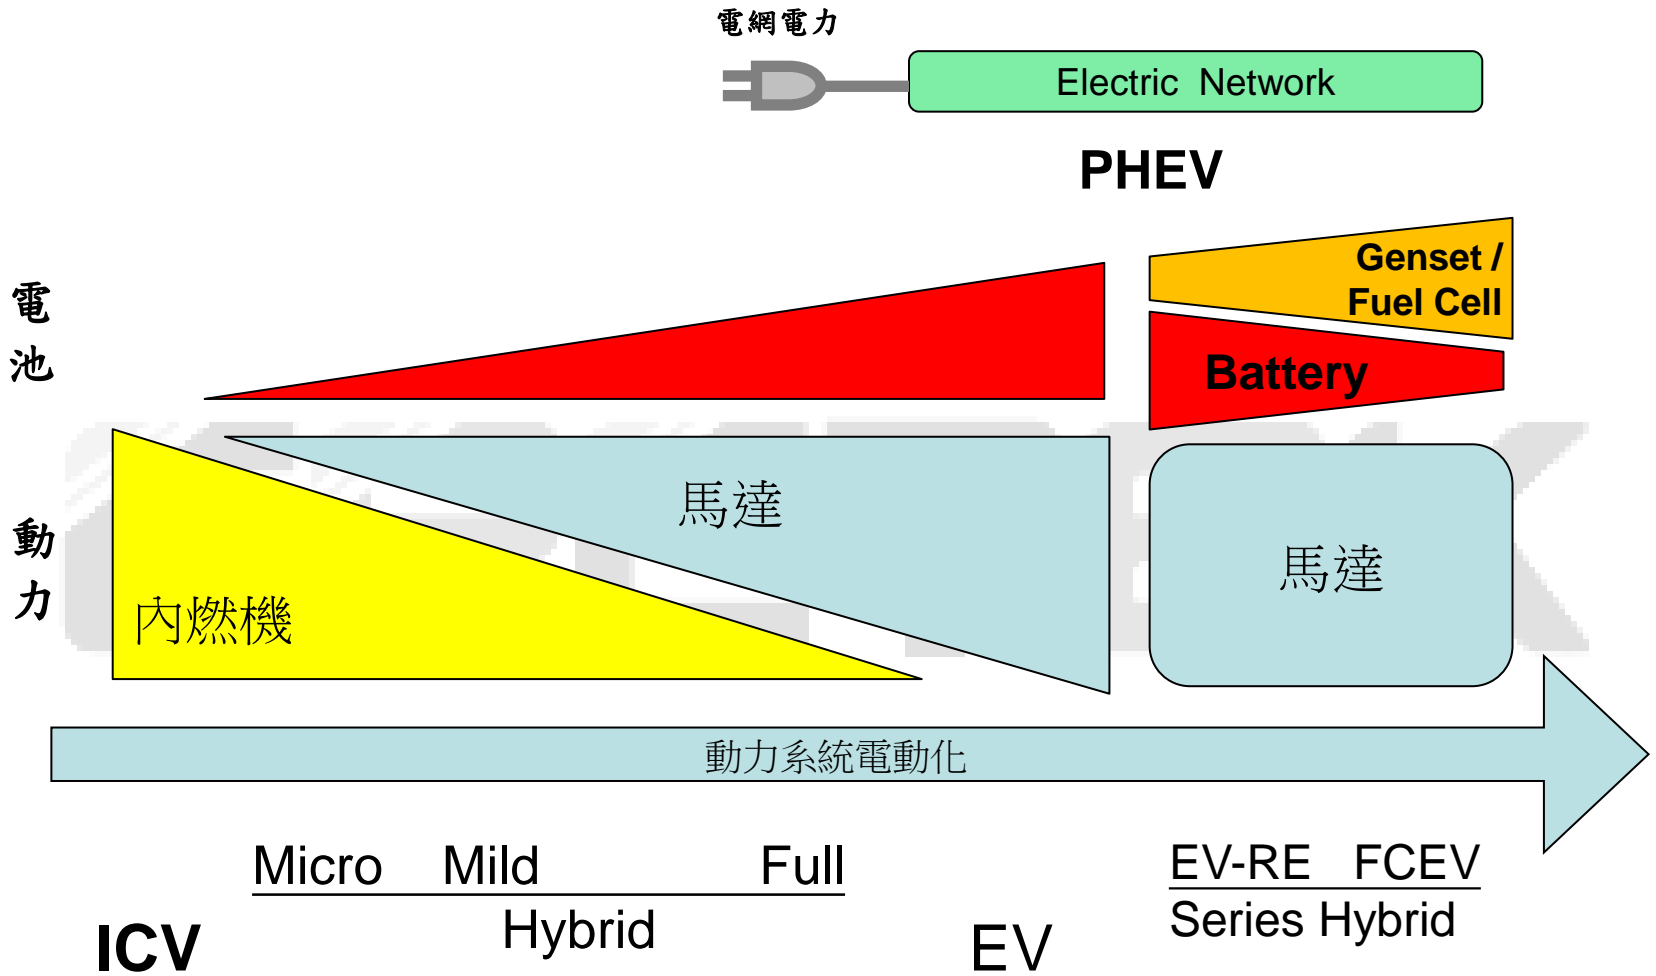 電網電力
Electric Network
PHEV
Genset /
Fuel Cell
電
池
Battery
馬達
動
力
馬達
內燃機
動力系統電動化
Micro Mild Full
EV-RE FCEV
Hybrid
Series Hybrid
ICV
EV